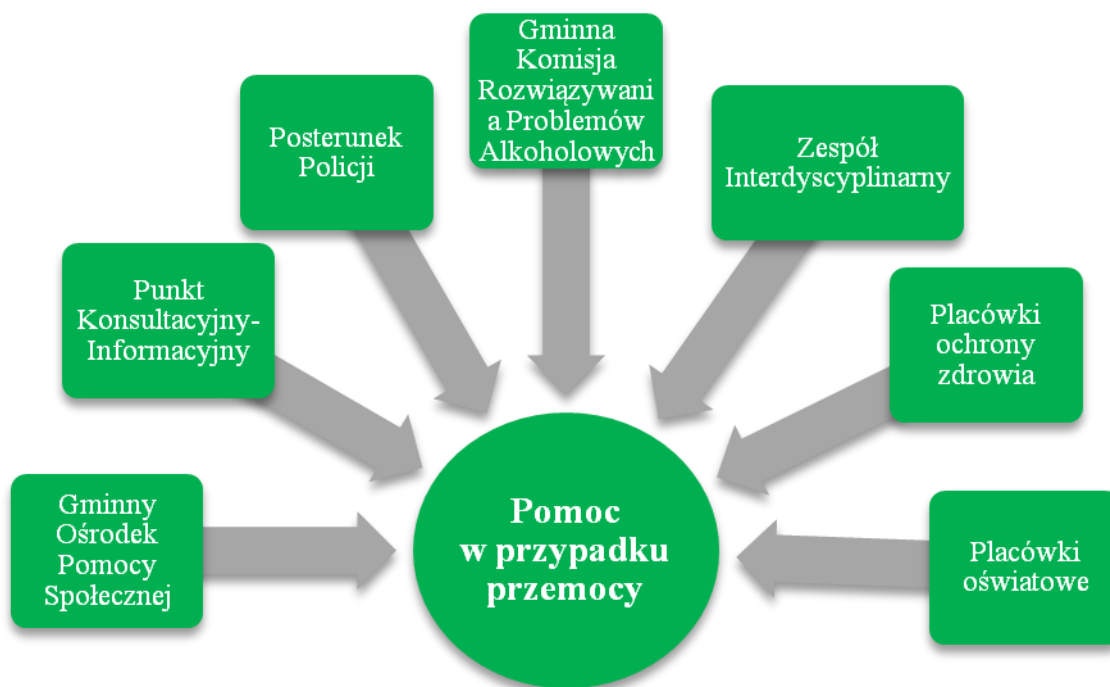 Gminna
Komisja
Rozwiązywani
a Problemów
Alkoholowych
Posterunek
Policji
Zespół
Interdyscyplinarny
Punkt
Konsultacyjny-
Informacyjny
Placówki
ochrony
zdrowia
Gminny
Ośrodek
Pomocy
Społecznej
Pomoc
w przypadku
przemocy
Placówki
oświatowe